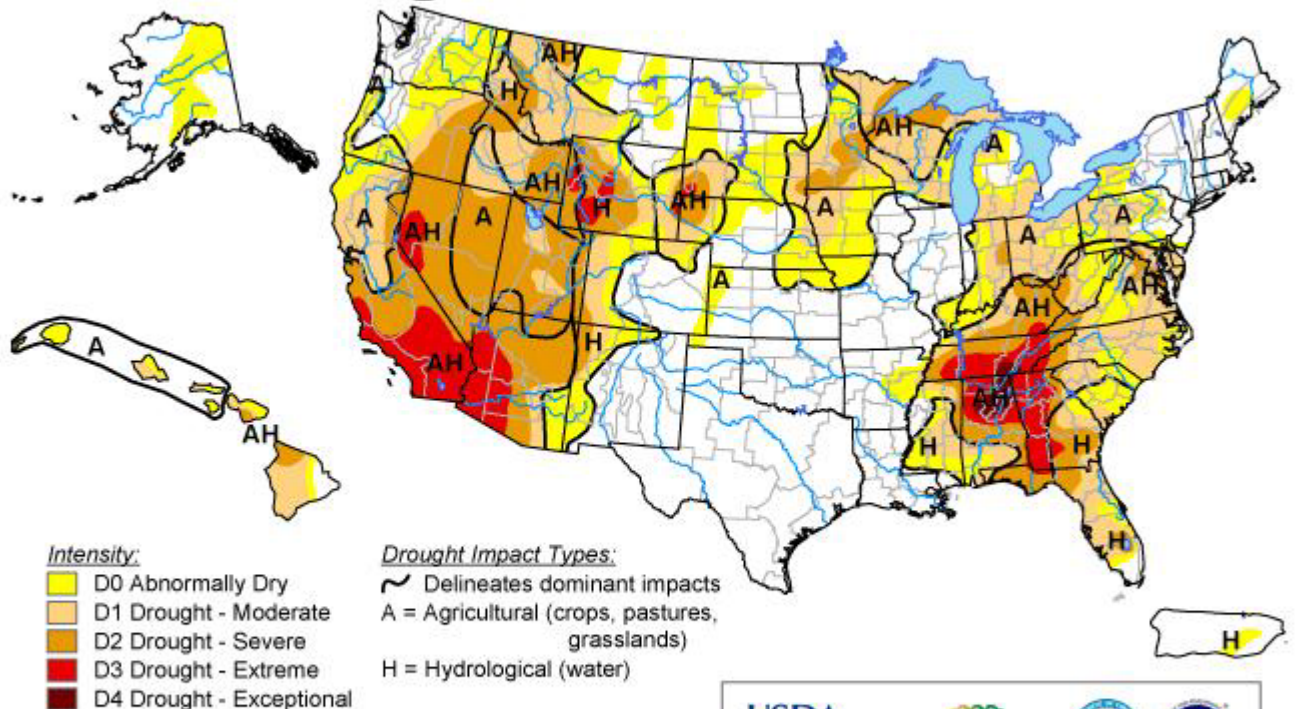 AH
A
H
AH
A
AH
H
AH
A
A
A
A
AH
A
A
AH
AH
H
A
AH
AH
AH
H
H
H
Intensity:
D0 Abnormally Dry
D1 Drought - Moderate
D2 Drought - Severe
D3 Drought - Extreme
D4 Drought - Exceptional
Drought Impact Types:
Delineates dominant impacts
A = Agricultural (crops, pastures,
grasslands)
H = Hydrological (water)
H
USDA